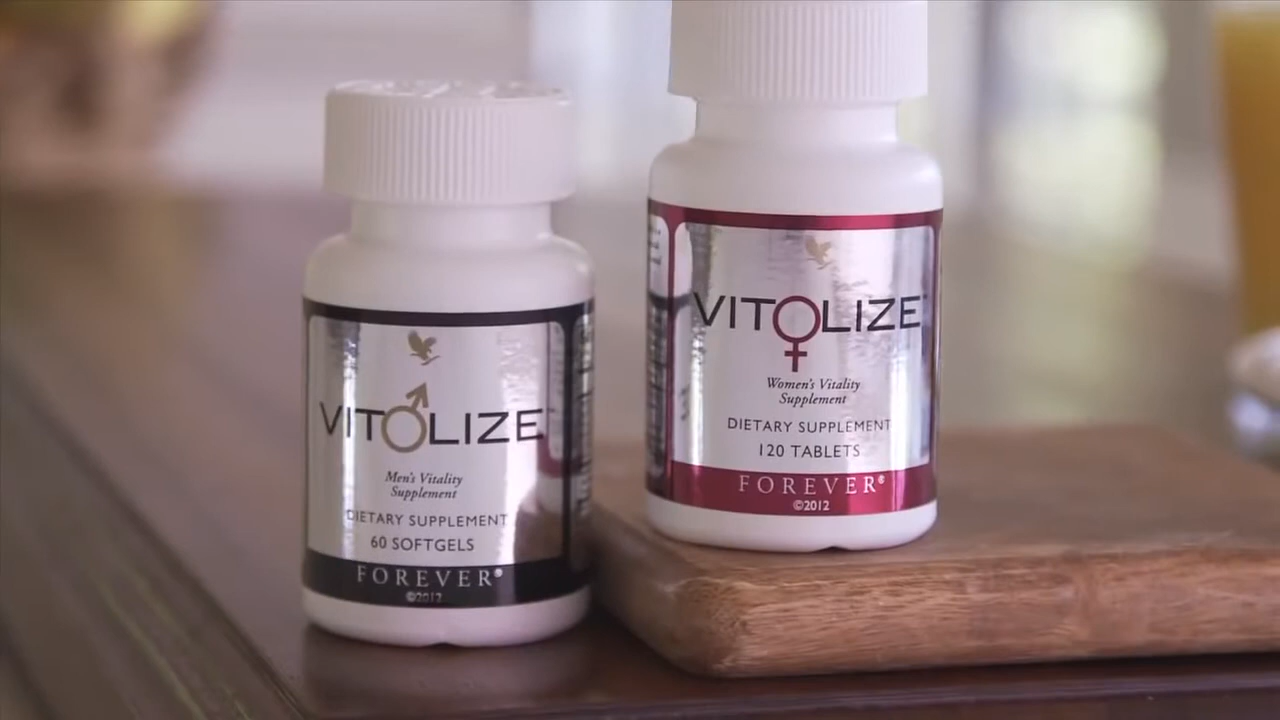 VITOLIZE
Men's Vitality
Supplement
DIETARY SUPPLEMENT
60 SOFTGELS
FOREVER®
©2012
VITOLIZE
Women's Vitality
Supplement
DIETARY SUPPLEMENT
120 TABLETS
FOREVER®
©2012